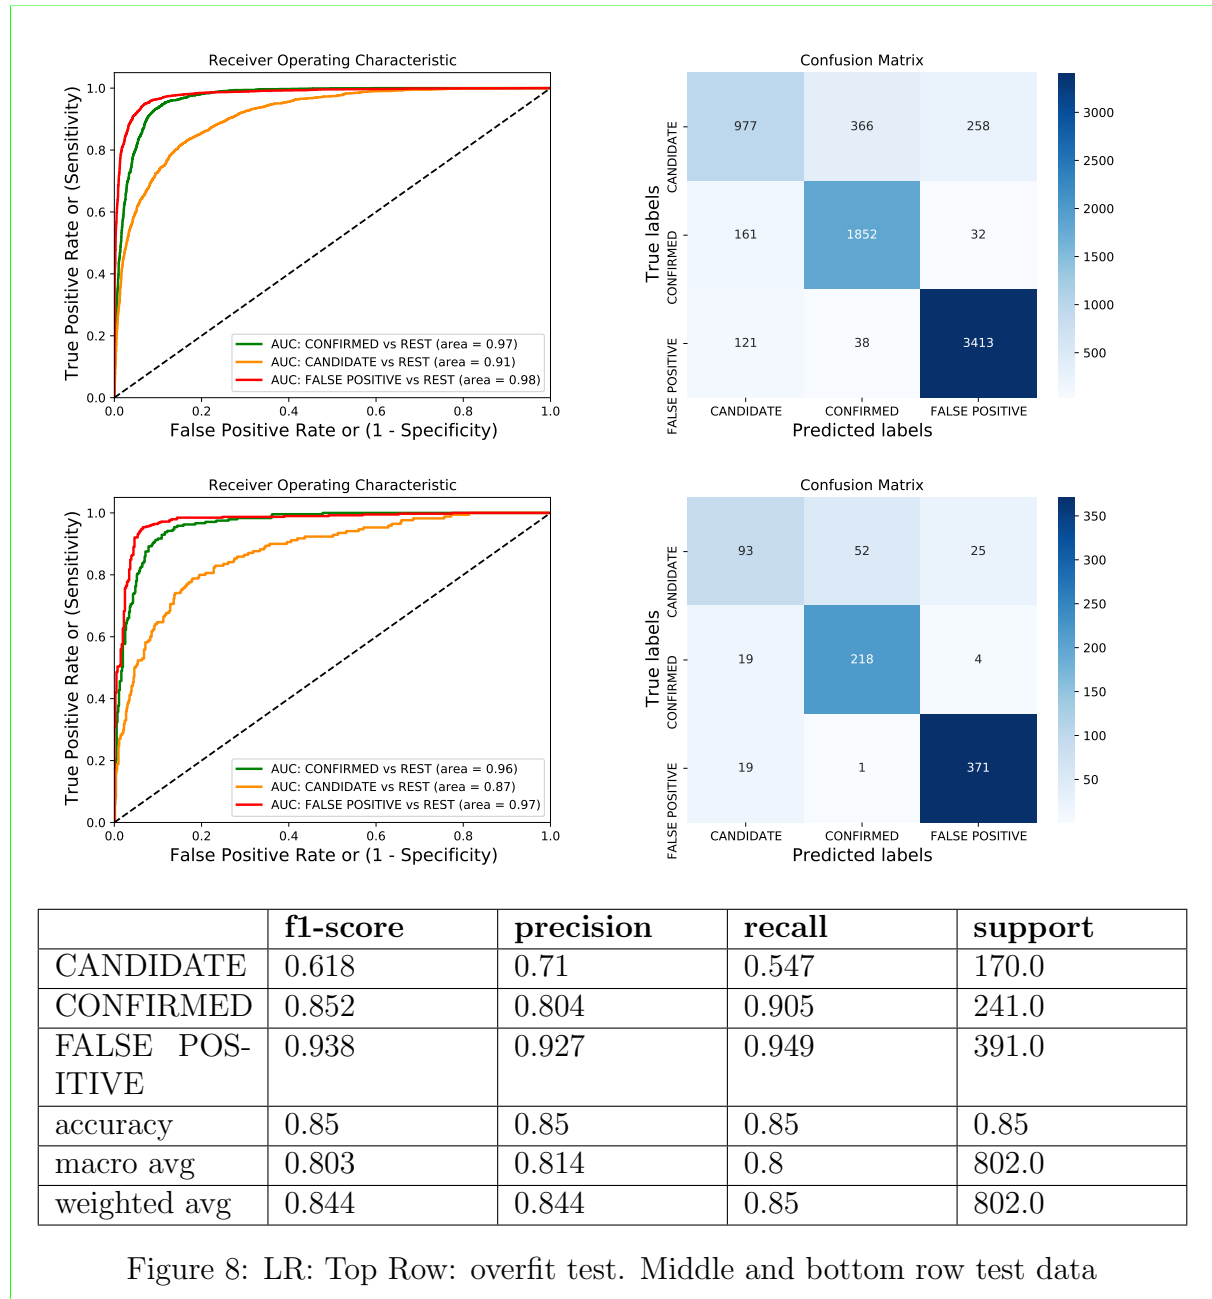 Receiver Operating Characteristic
True Positive Rate or (Sensitivity)
1.0
0.8
0.6
0.4
0.2
0.0
AUC: CONFIRMED vs REST (area = 0.97)
AUC: CANDIDATE vs REST (area = 0.91)
AUC: FALSE POSITIVE vs REST (area = 0.98)
0.0 0.2 0.4 0.6 0.8 1.0
False Positive Rate or (1 - Specificity)
Confusion Matrix
True labels
CANDIDATE
CONFIRMED
FALSE POSITIVE
977 366 258
161 1852 32
121 38 3413
CANDIDATE CONFIRMED FALSE POSITIVE
Predicted labels
3000
2500
2000
1500
1000
500
Receiver Operating Characteristic
True Positive Rate or (Sensitivity)
1.0
0.8
0.6
0.4
0.2
0.0
AUC: CONFIRMED vs REST (area = 0.96)
AUC: CANDIDATE vs REST (area = 0.87)
AUC: FALSE POSITIVE vs REST (area = 0.97)
0.0 0.2 0.4 0.6 0.8 1.0
False Positive Rate or (1 - Specificity)
Confusion Matrix
True labels
CANDIDATE
CONFIRMED
FALSE POSITIVE
93 52 25
19 218 4
19 1 371
CANDIDATE CONFIRMED FALSE POSITIVE
Predicted labels
350
300
250
200
150
100
50
f1-score precision recall support
CANDIDATE 0.618 0.71 0.547 170.0
CONFIRMED 0.852 0.804 0.905 241.0
FALSE POS- 0.938 0.927 0.949 391.0
ITIVE
accuracy 0.85 0.85 0.85 0.85
macro avg 0.803 0.814 0.8 802.0
weighted avg 0.844 0.844 0.85 802.0
Figure 8: LR: Top Row: overfit test. Middle and bottom row test data